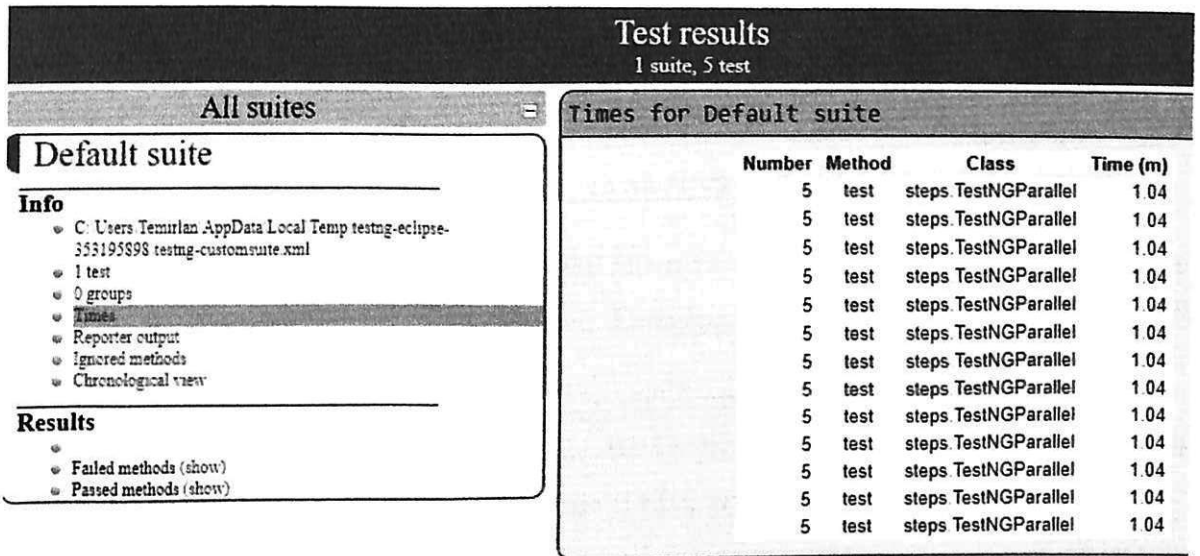 Test results
1 suite, 5 test
All suites
Default suite
Info
C: Users Temirlan AppData Local Temp testng-eclipse-
353195898 testng-customsuite.xml
1 test
0 groups
Times
Reporter output
Ignored methods
Chronological view
Results
Failed methods (show)
Passed methods (show)
Times for Default suite
Number Method Class Time (m)
5 test steps.TestNGParallel 1.04
5 test steps.TestNGParallel 1.04
5 test steps.TestNGParallel 1.04
5 test steps.TestNGParallel 1.04
5 test steps.TestNGParallel 1.04
5 test steps.TestNGParallel 1.04
5 test steps.TestNGParallel 1.04
5 test steps.TestNGParallel 1.04
5 test steps.TestNGParallel 1.04
5 test steps.TestNGParallel 1.04
5 test steps.TestNGParallel 1.04
5 test steps.TestNGParallel 1.04
5 test steps.TestNGParallel 1.04